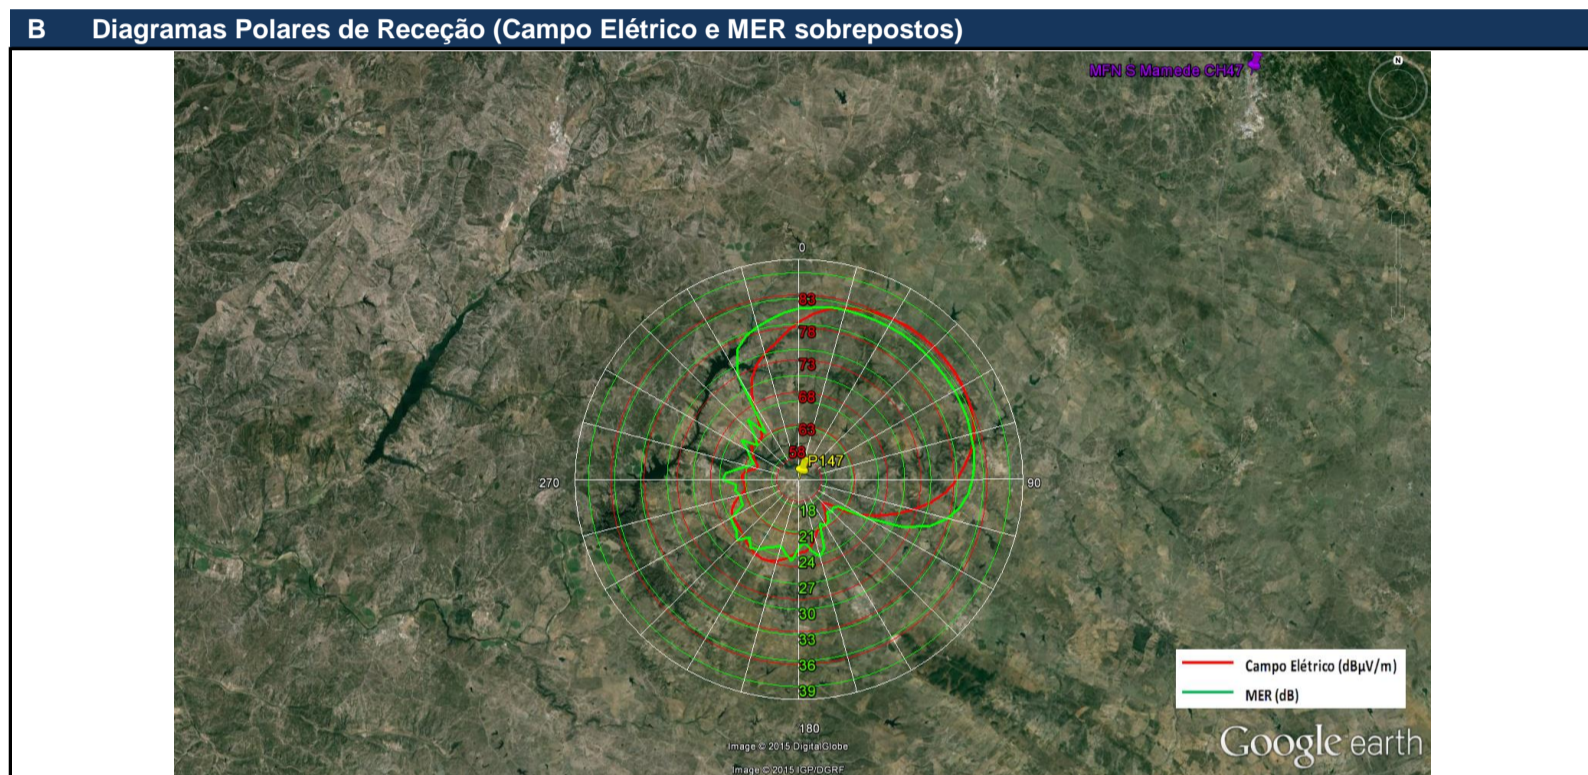 B Diagramas Polares de Receção (Campo Elétrico e MER sobrepostos)
MFN S Mamede CH47
N
0
83
78
73
68
63
58
P147
270
90
18
21
24
27
30
33
36
39
180
Campo Elétrico (dBµV/m)
MER (dB)
Google earth
Image © 2015 DigitalGlobe
Image © 2015 IGP/DGRF